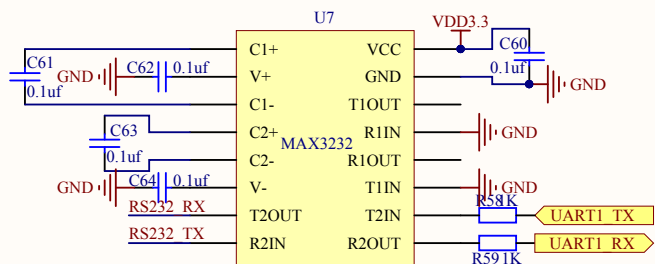 U7
VDD3.3
C61
0.1uf
GND
C62
0.1uf
C1+
V+
C1-
C2+
C2-
V-
T2OUT
R2IN
MAX3232
VCC
GND
T1OUT
R1IN
R1OUT
T1IN
T2IN
R2OUT
C60
0.1uf
GND
GND
GND
C63
0.1uf
GND
C64
0.1uf
RS232_RX
RS232_TX
R58
1K
UART1_TX
R59
1K
UART1_RX